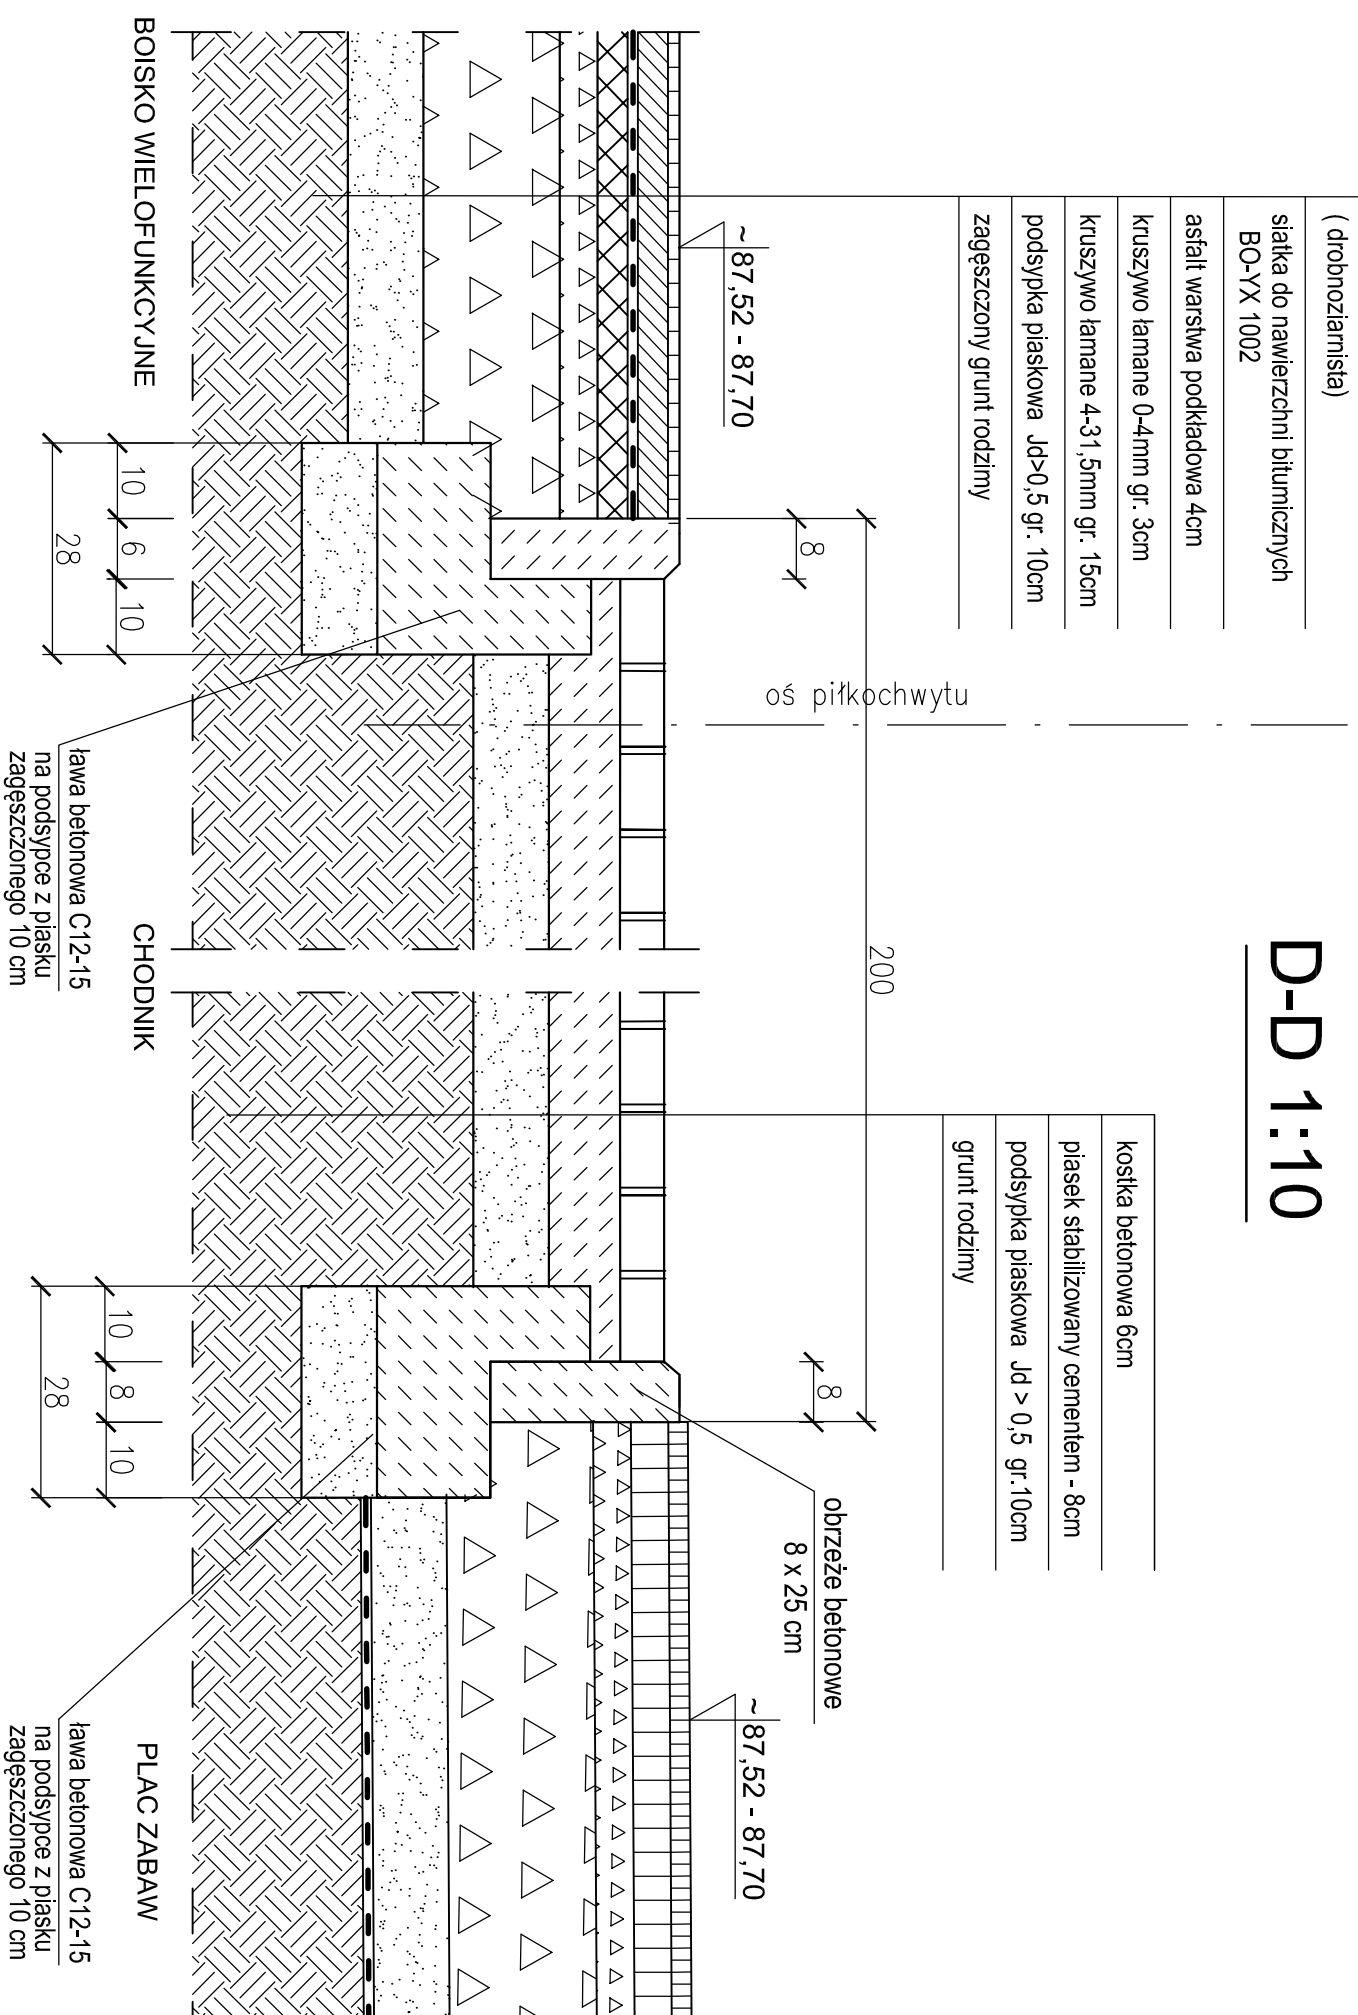 D-D 1:10
( drobnoziarnista)
siatka do nawierzchni bitumicznych
BO-YX 1002
asfalt warstwa podkładowa 4cm
kruszywo łamane 0-4mm gr. 3cm
kruszywo łamane 4-31,5mm gr. 15cm
podsypka piaskowa Jd>0,5 gr. 10cm
zagęszczony grunt rodzimy
kostka betonowa 6cm
piasek stabilizowany cementem - 8cm
podsypka piaskowa Jd > 0,5 gr.10cm
grunt rodzimy
oś piłkochwytu
200
8
8
~87,52 - 87,70
obrzeże betonowe
8 x 25 cm
~87,52 - 87,70
BOISKO WIELOFUNKCYJNE
CHODNIK
PLAC ZABAW
10
6
10
28
10
8
10
28
ława betonowa C12-15
na podsypce z piasku
zagęszczonego 10 cm
ława betonowa C12-15
na podsypce z piasku
zagęszczonego 10 cm